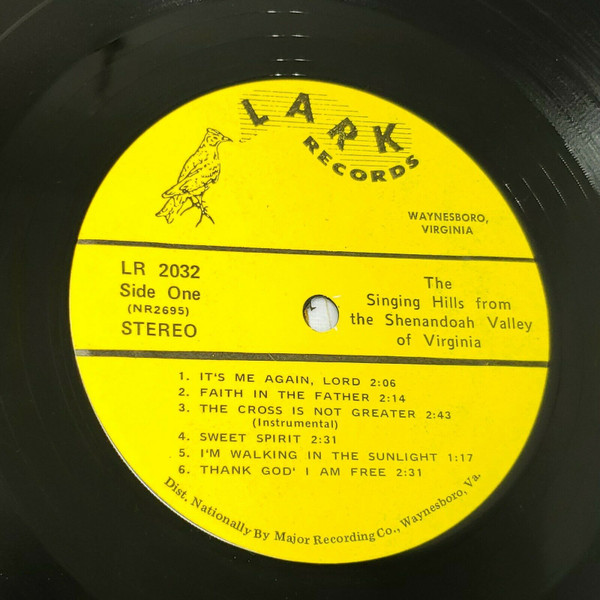 LARK
RECORDS
WAYNESBORO,
VIRGINIA
LR 2032
Side One
(NR2695)
STEREO
The
Singing Hills from
the Shenandoah Valley
of Virginia
1. IT'S ME AGAIN, LORD 2:06
2. FAITH IN THE FATHER 2:14
3. THE CROSS IS NOT GREATER 2:43
(Instrumental)
4. SWEET SPIRIT 2:31
5. I'M WALKING IN THE SUNLIGHT 1:17
6. THANK GOD' I AM FREE 2:31
Dist. Nationally By Major Recording Co., Waynesboro, Va.